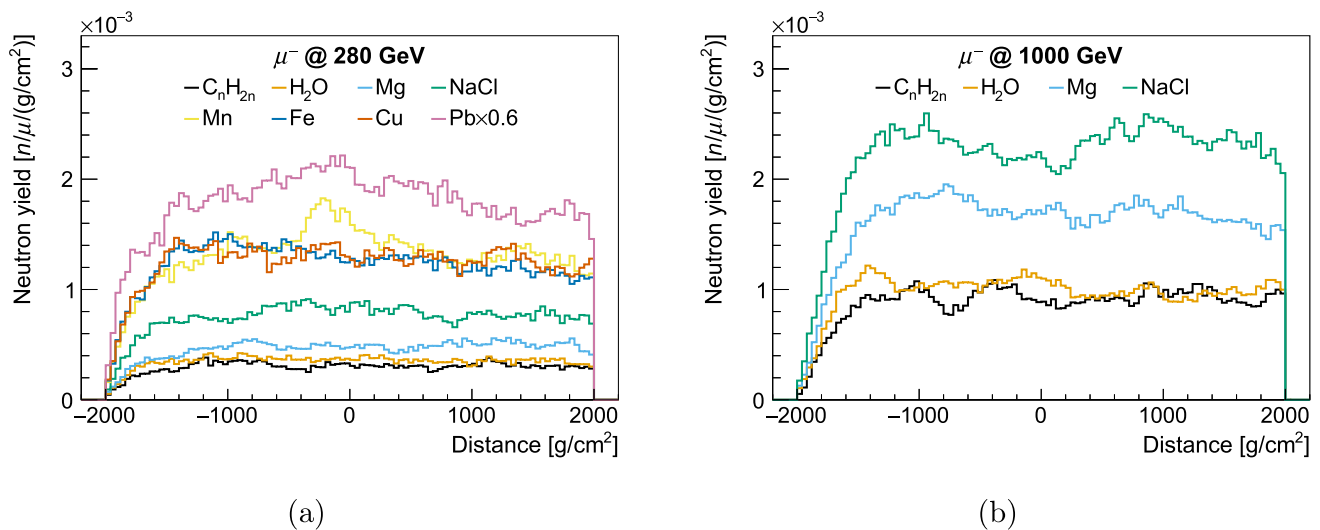 ×10⁻³
μ⁻ @ 280 GeV
CₙH₂ₙ H₂O Mg NaCl
Mn Fe Cu Pb×0.6
Neutron yield [n/μ/(g/cm²)]
3
2
1
0
−2000 −1000 0 1000 2000
Distance [g/cm²]
(a)
×10⁻³
μ⁻ @ 1000 GeV
CₙH₂ₙ H₂O Mg NaCl
Neutron yield [n/μ/(g/cm²)]
3
2
1
0
−2000 −1000 0 1000 2000
Distance [g/cm²]
(b)